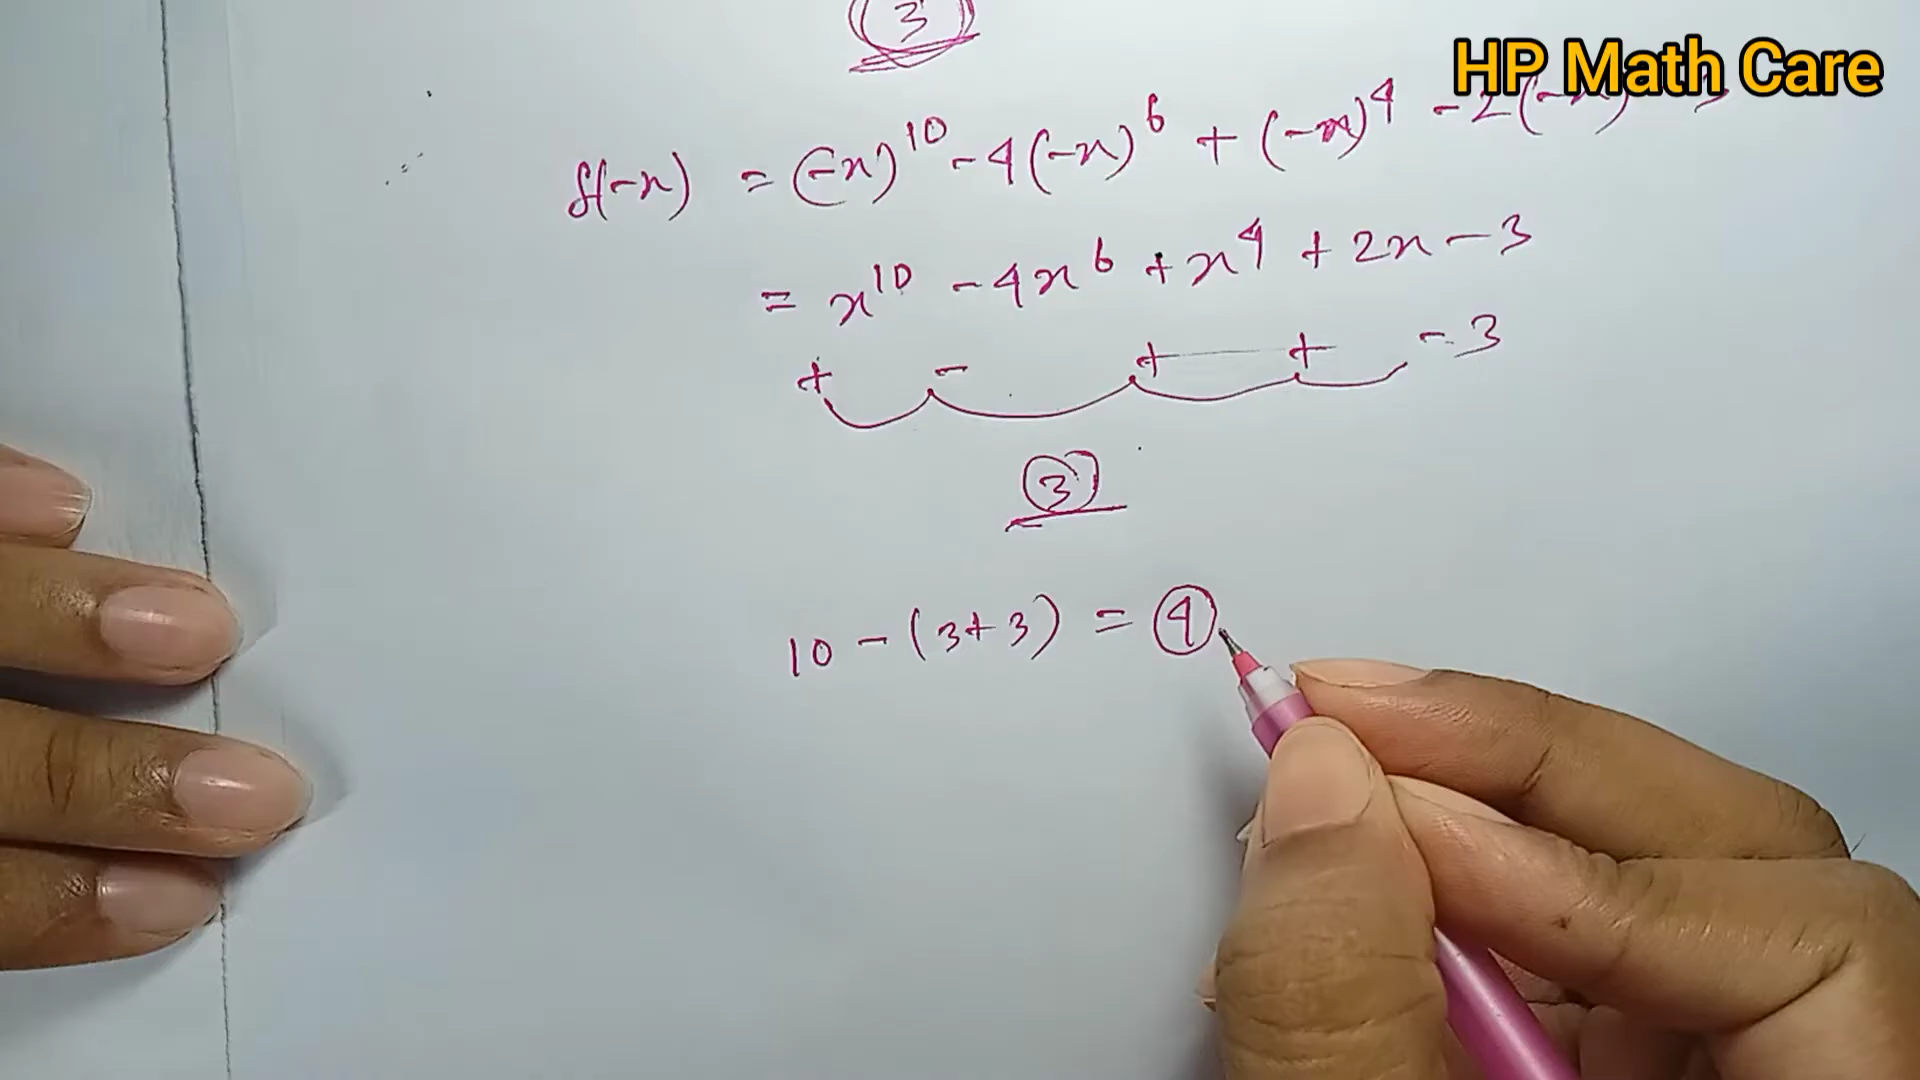 3
HP Math Care
f(-x) = (-x)^10 - 4(-x)^6 + (-x)^4 - 2(-x) - 3
= x^10 - 4x^6 + x^4 + 2x - 3
+ - + + - 3
3
10 - (3+3) = 4